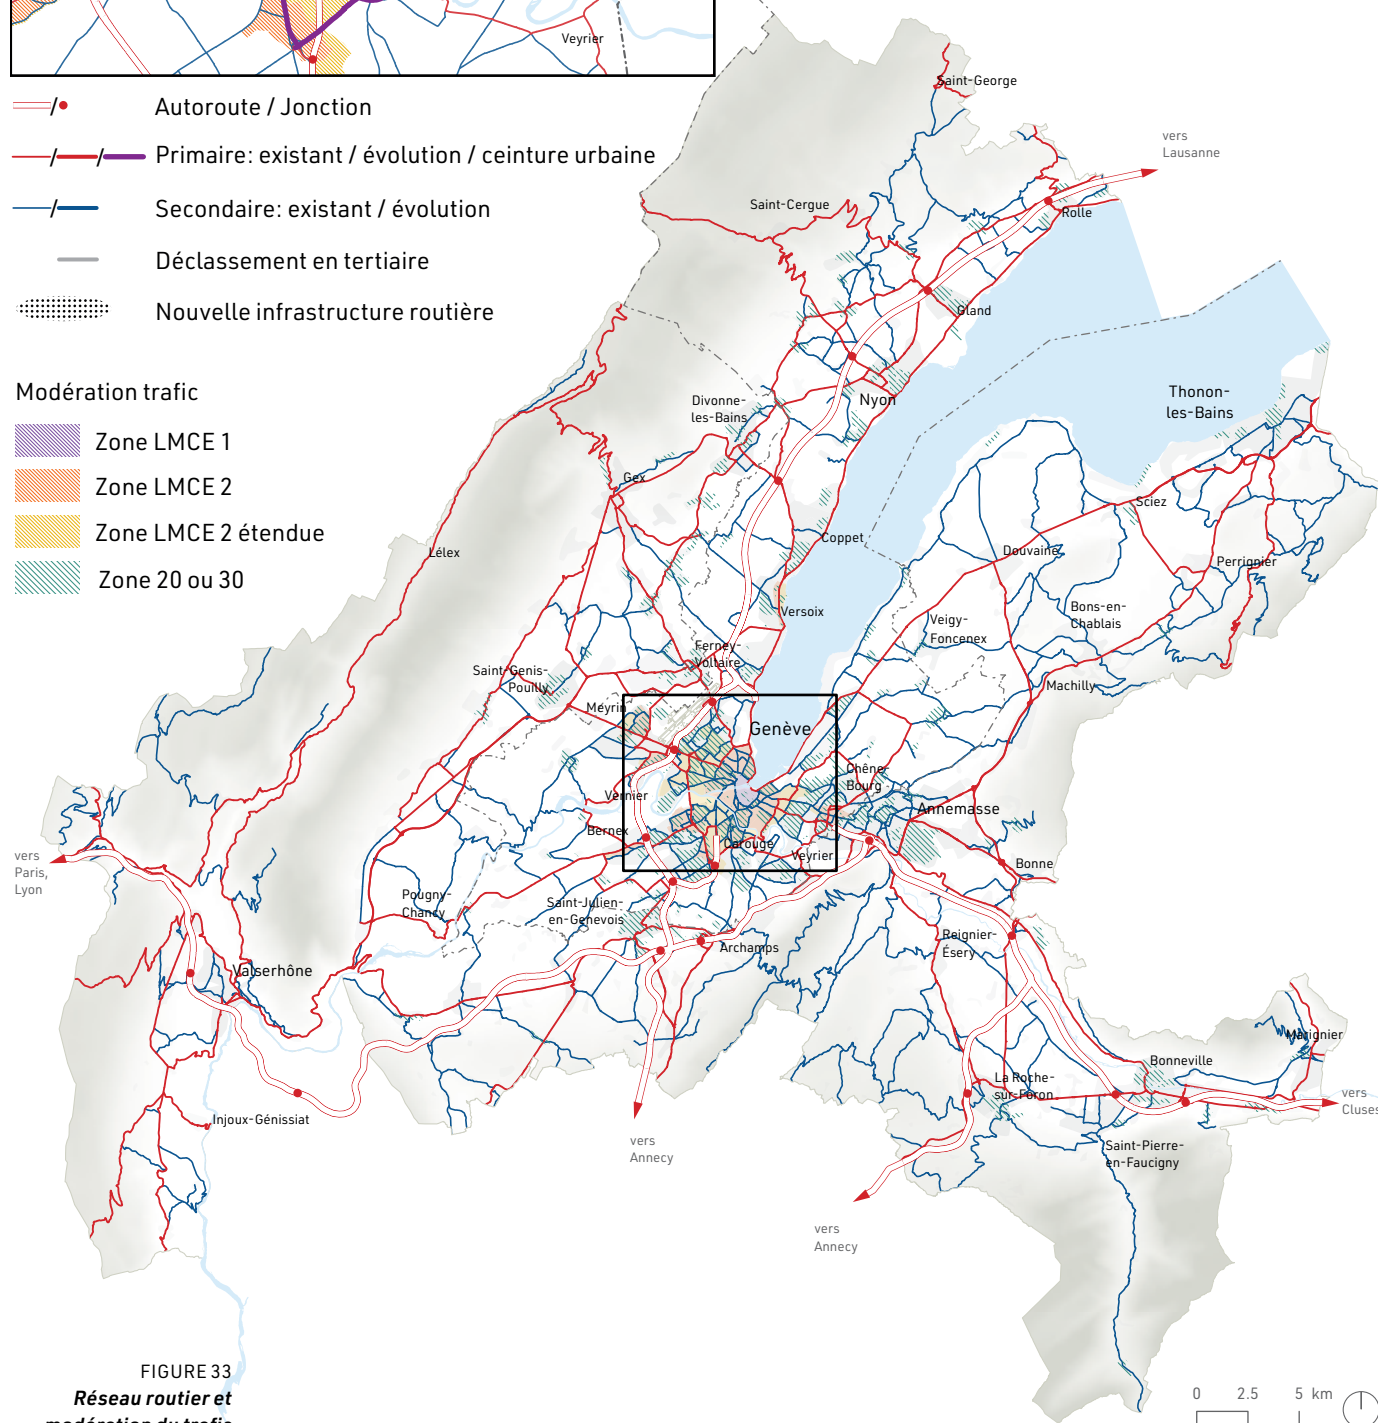 Veyrier
Autoroute / Jonction
Primaire: existant / évolution / ceinture urbaine
Secondaire: existant / évolution
Déclassement en tertiaire
Nouvelle infrastructure routière
Modération trafic
Zone LMCE 1
Zone LMCE 2
Zone LMCE 2 étendue
Zone 20 ou 30
Saint-George
vers
Lausanne
Saint-Cergue
Rolle
Gland
Nyon
Divonne-
les-Bains
Thonon-
les-Bains
Gex
Sciez
Coppet
Lélex
Douvaine
Perrignier
Versoix
Bons-en-
Chablais
Veigy-
Foncenex
Ferney-
Voltaire
Saint-Genis-
Pouilly
Machilly
Meyrin
Genève
Chêne-
Bourg
Vernier
Annemasse
Bernex
Carouge
Veyrier
Bonne
vers
Paris,
Lyon
Pougny-
Chancy
Saint-Julien-
en-Genevois
Archamps
Reignier-
Ésery
Valserhône
Marignier
Bonneville
La Roche-
sur-Foron
vers
Cluses
Injoux-Génissiat
vers
Annecy
Saint-Pierre-
en-Faucigny
vers
Annecy
FIGURE 33
Réseau routier et
modération du trafic
0 2.5 5 km